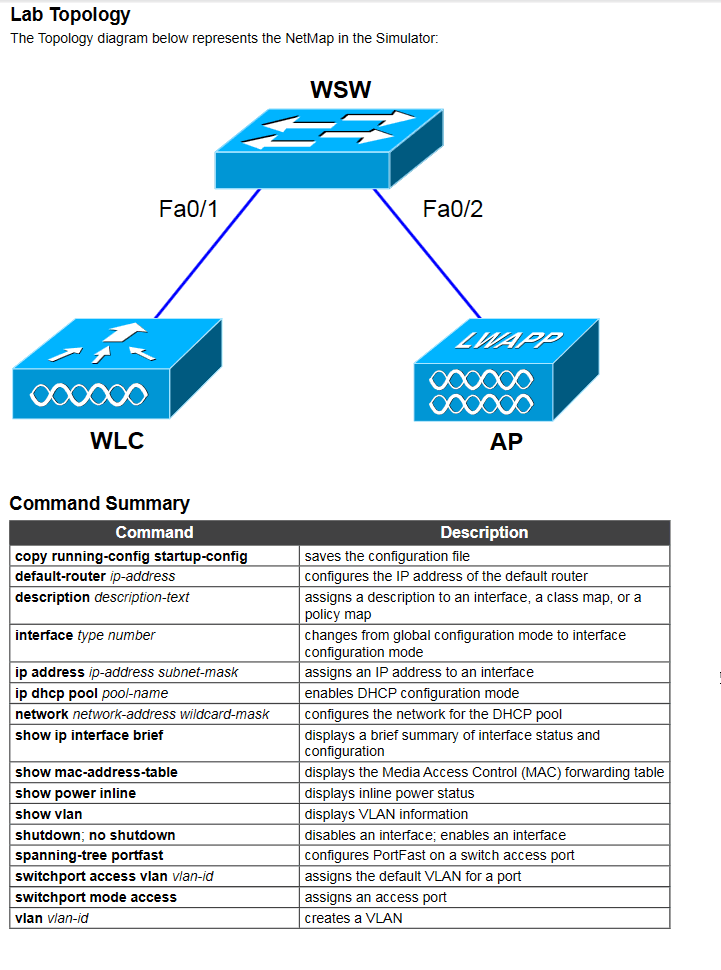 Lab Topology
The Topology diagram below represents the NetMap in the Simulator:
WSW
Fa0/1
Fa0/2
LWAPP
WLC
AP
Command Summary
Command Description
copy running-config startup-config saves the configuration file
default-router ip-address configures the IP address of the default router
description description-text assigns a description to an interface, a class map, or a
policy map
interface type number changes from global configuration mode to interface
configuration mode
ip address ip-address subnet-mask assigns an IP address to an interface
ip dhcp pool pool-name enables DHCP configuration mode
network network-address wildcard-mask configures the network for the DHCP pool
show ip interface brief displays a brief summary of interface status and
configuration
show mac-address-table displays the Media Access Control (MAC) forwarding table
show power inline displays inline power status
show vlan displays VLAN information
shutdown; no shutdown disables an interface; enables an interface
spanning-tree portfast configures PortFast on a switch access port
switchport access vlan vlan-id assigns the default VLAN for a port
switchport mode access assigns an access port
vlan vlan-id creates a VLAN